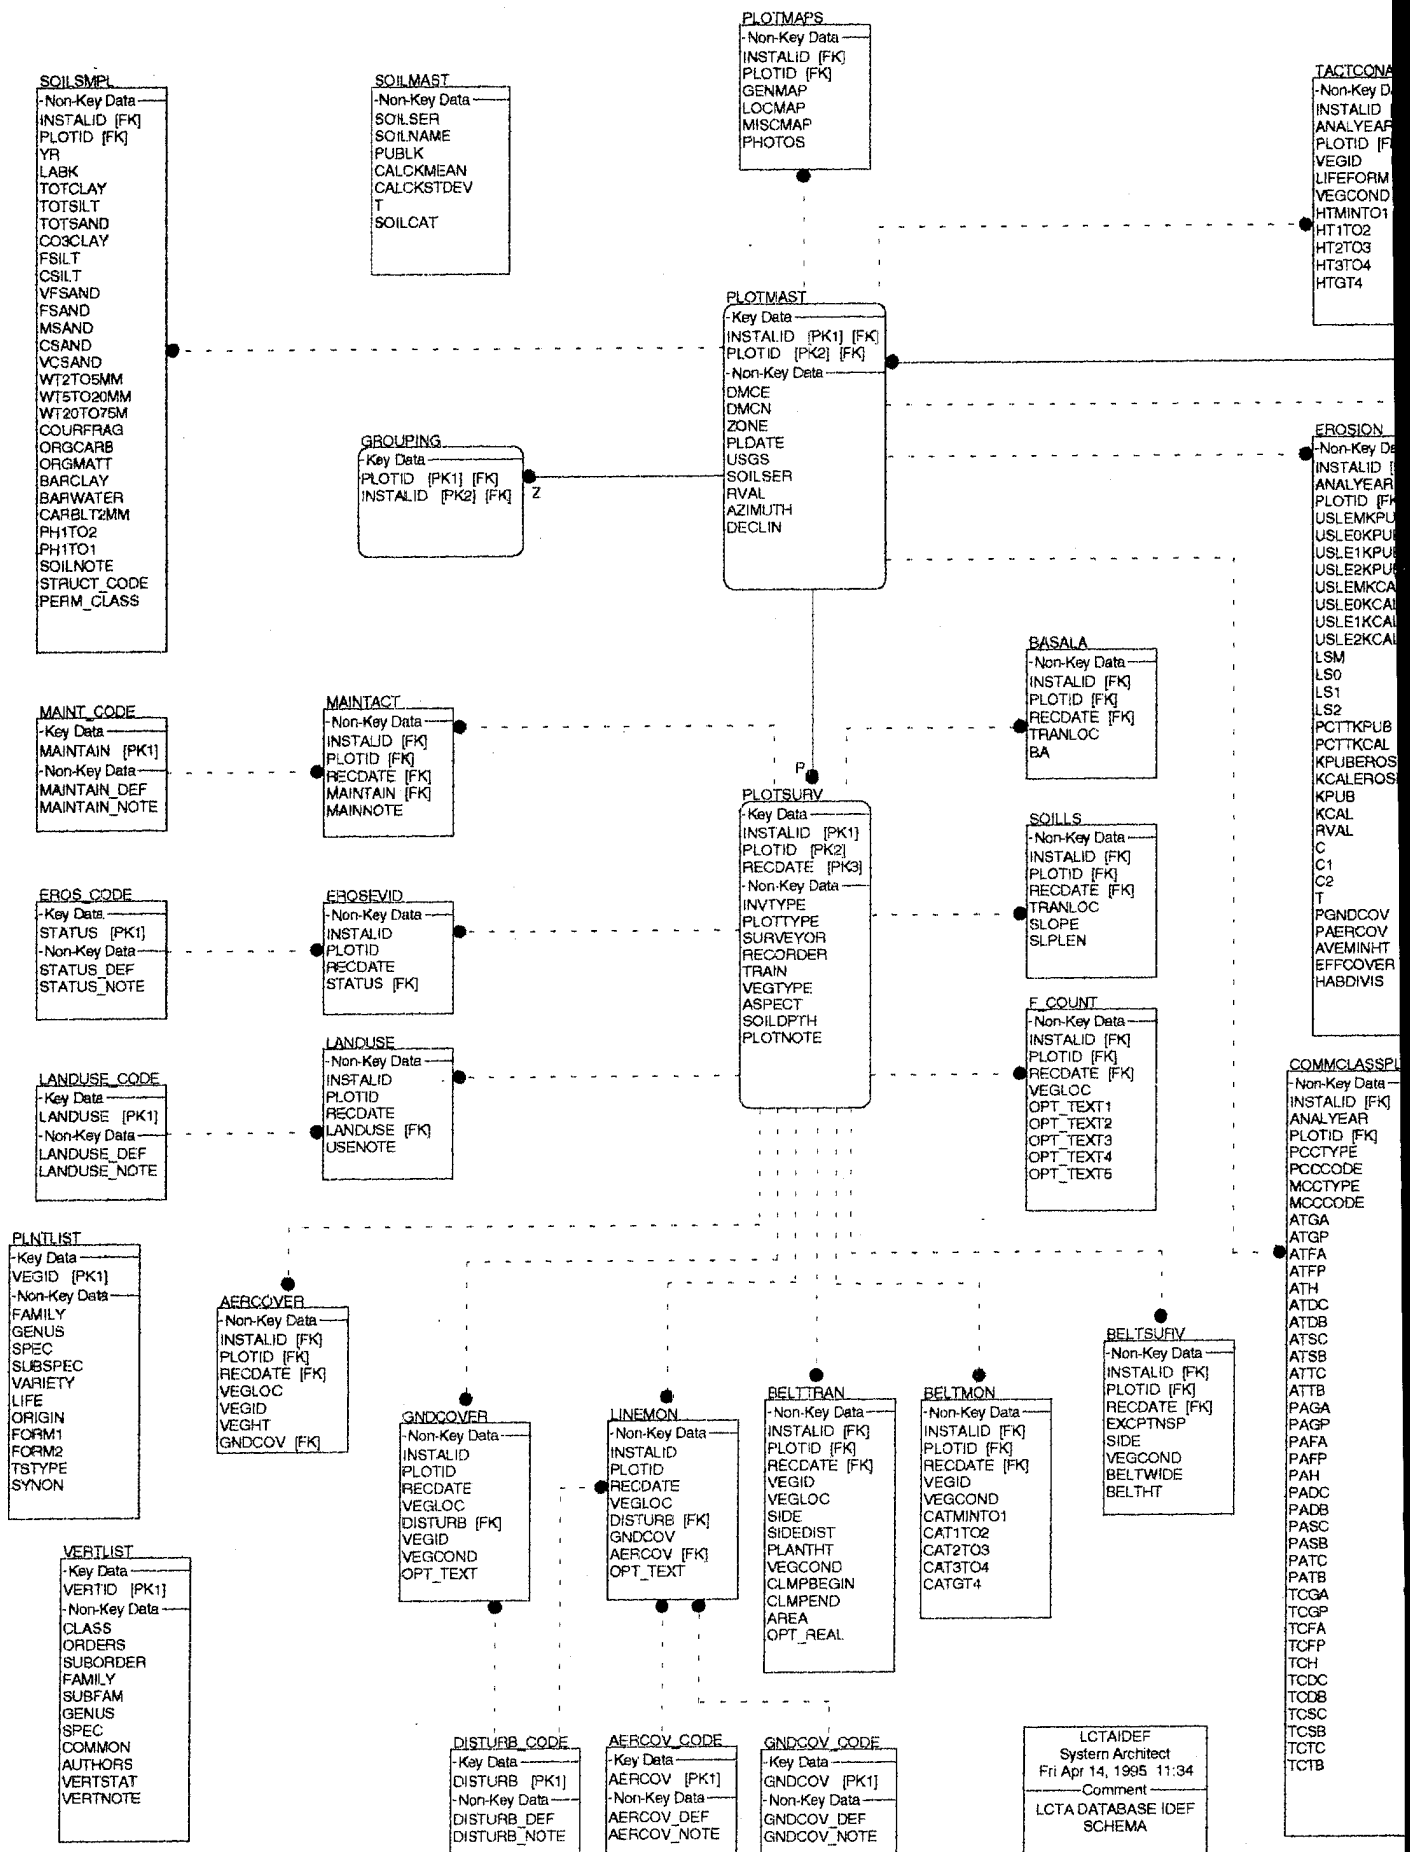 PLOTMAPS
-Non-Key Data
INSTALID [FK]
PLOTID [FK]
GENMAP
LOCMAP
MISCMAP
PHOTOS
SOILSMPL
-Non-Key Data
INSTALID [FK]
PLOTID [FK]
YR
LABK
TOTCLAY
TOTSILT
TOTSAND
CO3CLAY
FSILT
CSILT
VFSAND
FSAND
MSAND
CSAND
VCSAND
WT2TO5MM
WT5TO20MM
WT20TO75M
COURFRAG
ORGCARB
ORGMATT
BARCLAY
BARWATER
CARBLT2MM
PH1TO2
PH1TO1
SOILNOTE
STRUCT_CODE
PERM_CLASS
SOILMAST
-Non-Key Data
SOILSER
SOILNAME
PUBLK
CALCKMEAN
CALCKSTDEV
T
SOILCAT
TACTCONA
-Non-Key D
INSTALID [
ANALYEAR
PLOTID [F
VEGID
LIFEFORM
VEGCOND
HTMINTO1
HT1TO2
HT2TO3
HT3TO4
HTGT4
PLOTMAST
-Key Data
INSTALID [PK1] [FK]
PLOTID [PK2] [FK]
-Non-Key Data
DMCE
DMCN
ZONE
PLDATE
USGS
SOILSER
RVAL
AZIMUTH
DECLIN
GROUPING
-Key Data
PLOTID [PK1] [FK]
INSTALID [PK2] [FK]
Z
EROSION
-Non-Key Da
INSTALID [
ANALYEAR
PLOTID [FK
USLEMKPU
USLE0KPU
USLE1KPU
USLE2KPU
USLEMKCA
USLE0KCAL
USLE1KCAL
USLE2KCAL
LSM
LS0
LS1
LS2
PCTTKPUB
PCTTKCAL
KPUBEROS
KCALEROS
KPUB
KCAL
RVAL
C
C1
C2
T
PGNDCOV
PAERCOV
AVEMINHT
EFFCOVER
HABDIVIS
MAINT_CODE
-Key Data
MAINTAIN [PK1]
-Non-Key Data
MAINTAIN_DEF
MAINTAIN_NOTE
MAINTACT
-Non-Key Data
INSTALID [FK]
PLOTID [FK]
RECDATE [FK]
MAINTAIN [FK]
MAINNOTE
BASALA
-Non-Key Data
INSTALID [FK]
PLOTID [FK]
RECDATE [FK]
TRANLOC
BA
P
PLOTSURV
-Key Data
INSTALID [PK1]
PLOTID [PK2]
RECDATE [PK3]
-Non-Key Data
INVTYPE
PLOTTYPE
SURVEYOR
RECORDER
TRAIN
VEGTYPE
ASPECT
SOILDPTH
PLOTNOTE
SOILLS
-Non-Key Data
INSTALID [FK]
PLOTID [FK]
RECDATE [FK]
TRANLOC
SLOPE
SLPLEN
EROS_CODE
-Key Data
STATUS [PK1]
-Non-Key Data
STATUS_DEF
STATUS_NOTE
EROSEVID
-Non-Key Data
INSTALID
PLOTID
RECDATE
STATUS [FK]
F_COUNT
-Non-Key Data
INSTALID [FK]
PLOTID [FK]
RECDATE [FK]
VEGLOC
OPT_TEXT1
OPT_TEXT2
OPT_TEXT3
OPT_TEXT4
OPT_TEXT5
LANDUSE_CODE
-Key Data
LANDUSE [PK1]
-Non-Key Data
LANDUSE_DEF
LANDUSE_NOTE
LANDUSE
-Non-Key Data
INSTALID
PLOTID
RECDATE
LANDUSE [FK]
USENOTE
COMMCLASSPL
-Non-Key Data
INSTALID [FK]
ANALYEAR
PLOTID [FK]
PCCTYPE
PCCCODE
MCCTYPE
MCCCODE
ATGA
ATGP
ATFA
ATFP
ATH
ATDC
ATDB
ATSC
ATSB
ATTC
ATTB
PAGA
PAGP
PAFA
PAFP
PAH
PADC
PADB
PASC
PASB
PATC
PATB
TCGA
TCGP
TCFA
TCFP
TCH
TCDC
TCDB
TCSC
TCSB
TCTC
TCTB
PLNTLIST
-Key Data
VEGID [PK1]
-Non-Key Data
FAMILY
GENUS
SPEC
SUBSPEC
VARIETY
LIFE
ORIGIN
FORM1
FORM2
TSTYPE
SYNON
AERCOVER
-Non-Key Data
INSTALID [FK]
PLOTID [FK]
RECDATE [FK]
VEGLOC
VEGID
VEGHT
GNDCOV [FK]
GNDCOVER
-Non-Key Data
INSTALID
PLOTID
RECDATE
VEGLOC
DISTURB [FK]
VEGID
VEGCOND
OPT_TEXT
LINEMON
-Non-Key Data
INSTALID
PLOTID
RECDATE
VEGLOC
DISTURB [FK]
GNDCOV
AERCOV [FK]
OPT_TEXT
BELTTRAN
-Non-Key Data
INSTALID [FK]
PLOTID [FK]
RECDATE [FK]
VEGID
VEGLOC
SIDE
SIDEDIST
PLANTHT
VEGCOND
CLMPBEGIN
CLMPEND
AREA
OPT_REAL
BELTMON
-Non-Key Data
INSTALID [FK]
PLOTID [FK]
RECDATE [FK]
VEGID
VEGCOND
CATMINTO1
CAT1TO2
CAT2TO3
CAT3TO4
CATGT4
BELTSURV
-Non-Key Data
INSTALID [FK]
PLOTID [FK]
RECDATE [FK]
EXCPTNSP
SIDE
VEGCOND
BELTWIDE
BELTHT
VERTLIST
-Key Data
VERTID [PK1]
-Non-Key Data
CLASS
ORDERS
SUBORDER
FAMILY
SUBFAM
GENUS
SPEC
COMMON
AUTHORS
VERTSTAT
VERTNOTE
DISTURB_CODE
-Key Data
DISTURB [PK1]
-Non-Key Data
DISTURB_DEF
DISTURB_NOTE
AERCOV_CODE
-Key Data
AERCOV [PK1]
-Non-Key Data
AERCOV_DEF
AERCOV_NOTE
GNDCOV_CODE
-Key Data
GNDCOV [PK1]
-Non-Key Data
GNDCOV_DEF
GNDCOV_NOTE
LCTAIDEF
System Architect
Fri Apr 14, 1995 11:34
Comment
LCTA DATABASE IDEF
SCHEMA